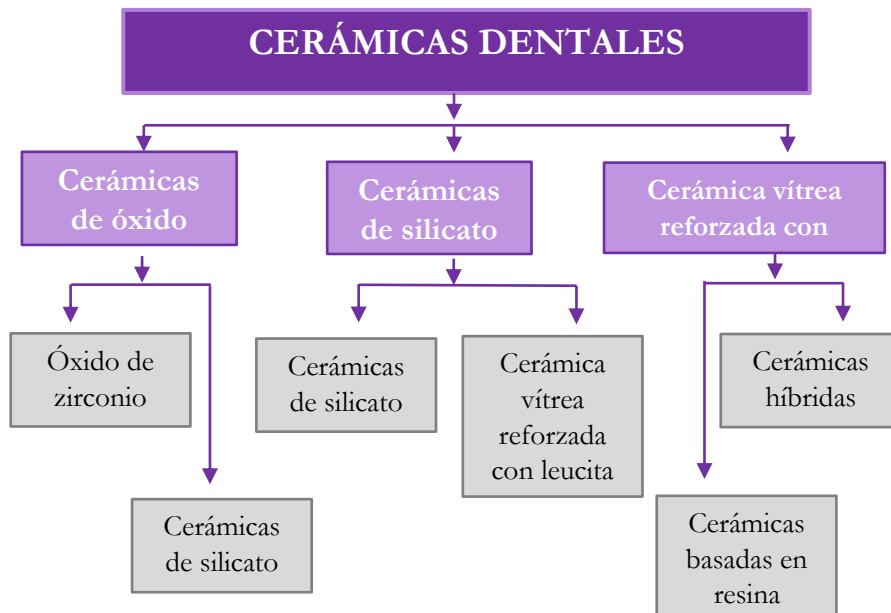 CERÁMICAS DENTALES
Cerámicas
de óxido
Cerámicas
de silicato
Cerámica vítrea
reforzada con
Óxido de
zirconio
Cerámicas
de silicato
Cerámicas
de silicato
Cerámica
vítrea
reforzada
con leucita
Cerámicas
basadas en
resina
Cerámicas
híbridas